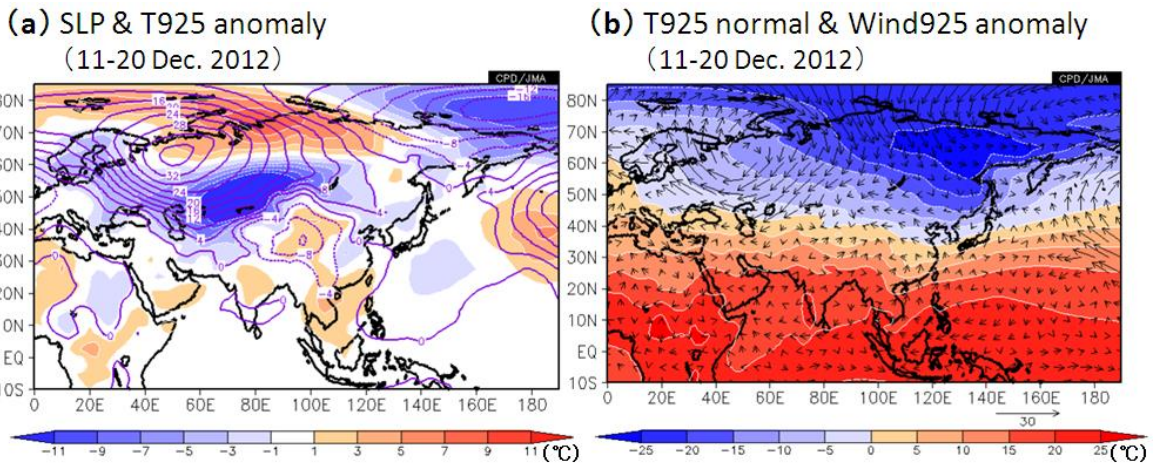 (a) SLP & T925 anomaly
(11-20 Dec. 2012)
CPD/JMA
80N
70N
60N
50N
40N
30N
20N
10N
EQ
10S
0 20E 40E 60E 80E 100E 120E 140E 160E 180
-11 -9 -7 -5 -3 -1 1 3 5 7 9 11 (℃)
(b) T925 normal & Wind925 anomaly
(11-20 Dec. 2012)
CPD/JMA
80N
70N
60N
50N
40N
30N
20N
10N
EQ
10S
0 20E 40E 60E 80E 100E 120E 140E 160E 180
30
-25 -20 -15 -10 -5 0 5 10 15 20 25 (℃)